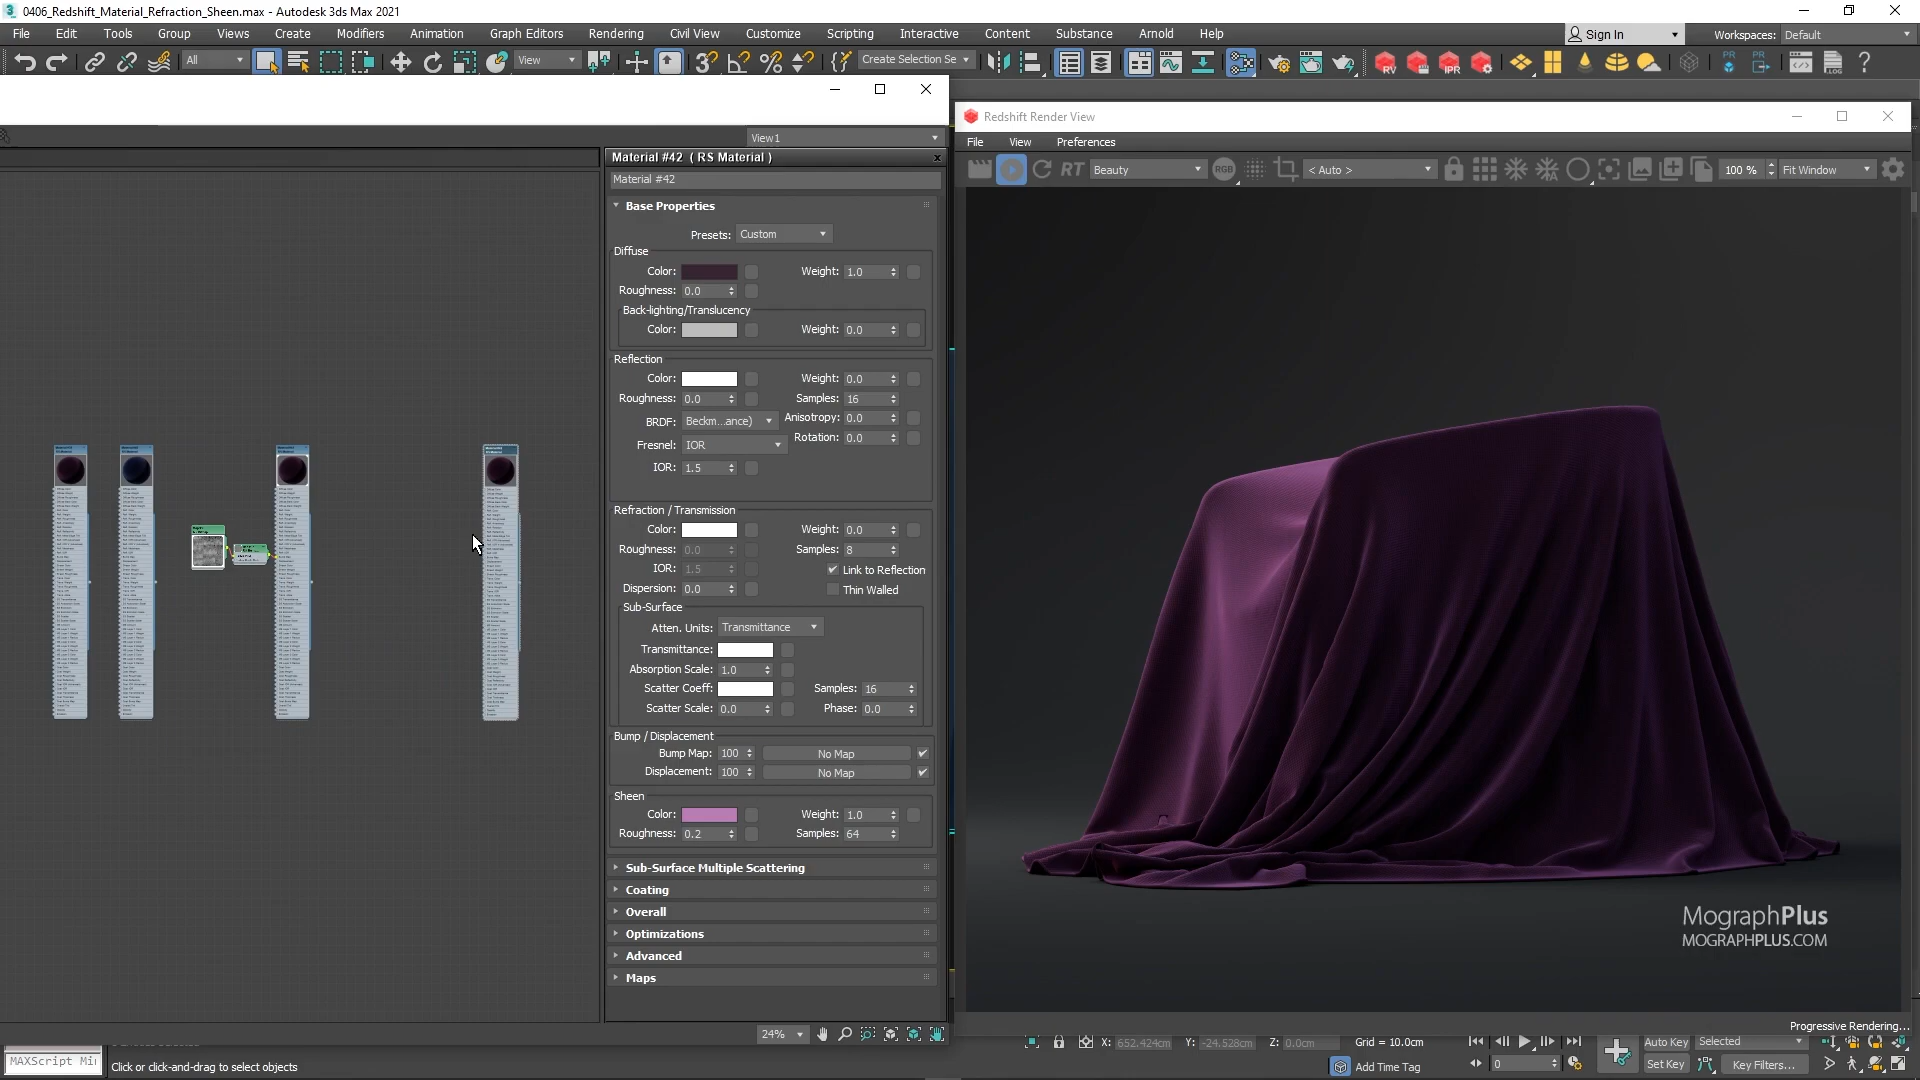 0406_Redshift_Material_Refraction_Sheen.max - Autodesk 3ds Max 2021
File Edit Tools Group Views Create Modifiers Animation Graph Editors Rendering Civil View Customize Scripting Interactive Content Substance Arnold Help
Sign In
Workspaces: Default
All
View
Create Selection Se
RV
IPR
LOG
View1
Material #42 ( RS Material )
Material #42
Base Properties
Presets: Custom
Diffuse
Color: Weight: 1.0
Roughness: 0.0
Back-lighting/Translucency
Color: Weight: 0.0
Reflection
Color: Weight: 0.0
Roughness: 0.0 Samples: 16
BRDF: Beckm...ance) Anisotropy: 0.0
Fresnel: IOR Rotation: 0.0
IOR: 1.5
Refraction / Transmission
Color: Weight: 0.0
Roughness: 0.0 Samples: 8
IOR: 1.5 Link to Reflection
Dispersion: 0.0 Thin Walled
Sub-Surface
Atten. Units: Transmittance
Transmittance:
Absorption Scale: 1.0
Scatter Coeff: Samples: 16
Scatter Scale: 0.0 Phase: 0.0
Bump / Displacement
Bump Map: 100 No Map
Displacement: 100 No Map
Sheen
Color: Weight: 1.0
Roughness: 0.2 Samples: 64
Sub-Surface Multiple Scattering
Coating
Overall
Optimizations
Advanced
Maps
24%
Redshift Render View
File View Preferences
RT Beauty RGB < Auto > 100 % Fit Window
MographPlus
MOGRAPHPLUS.COM
Progressive Rendering...
MAXScript Mi
Click or click-and-drag to select objects
X: 652.424cm Y: -24.528cm Z: 0.0cm Grid = 10.0cm
Add Time Tag
0
Auto Key Selected
Set Key Key Filters...